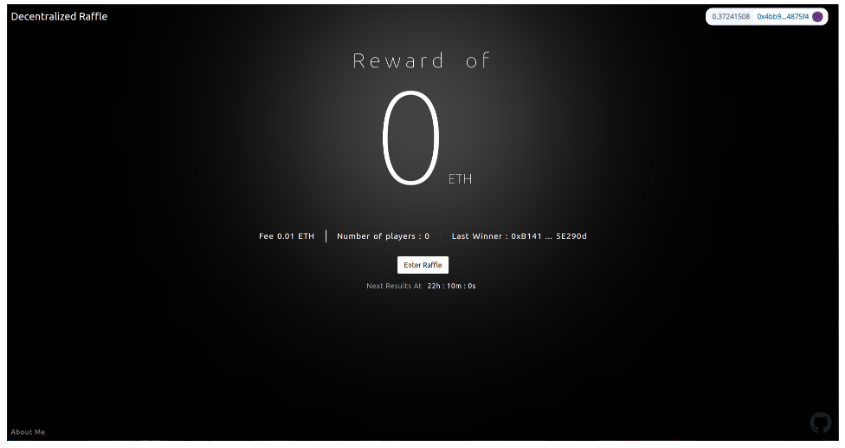 Decentralized Raffle
0.37241508 0x4bb9...4875f4
Reward of
0 ETH
Fee 0.01 ETH Number of players : 0 Last Winner : 0xB141 ... 5E290d
Enter Raffle
Next Results At 22h : 10m : 0s
About Me